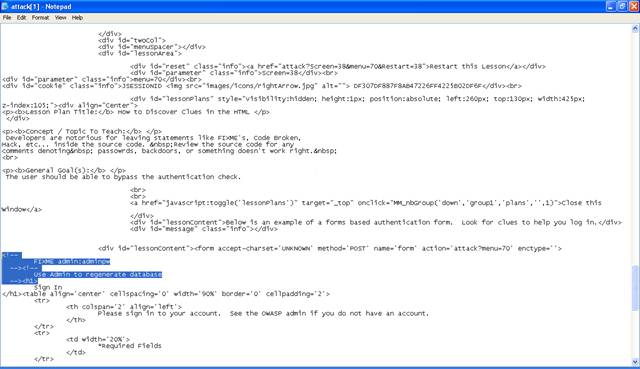 attack[1] - Notepad
File Edit Format View Help
</div>
<div id="twoCol">
<div id="menuSpacer"></div>
<div id="lessonArea">
<div id="reset" class="info"><a href="attack?Screen=38&menu=70&Restart=38">Restart this Lesson</a></div>
<div id="parameter" class="info">Screen=38</div><br>
<div id="parameter" class="info">menu=70</div><br>
<div id="cookie" class="info">JSESSIONID <img src="images/icons/rightArrow.jpg" alt="">
<div id="lessonPlans" style="visibility:hidden; height:1px; position:absolute; left:260px; top:130px; width:425px;
z-index:105;"><div align="Center">
<p><b>Lesson Plan Title:</b> How to Discover Clues in the HTML </p>
</div>
<p><b>Concept / Topic To Teach:</b> </p>
Developers are notorious for leaving statements like FIXME's, Code Broken,
Hack, etc... inside the source code. &nbsp;Review the source code for any
comments denoting&nbsp; passowrds, backdoors, or something doesn't work right.&nbsp;
<br>
<p><b>General Goal(s):</b> </p>
The user should be able to bypass the authentication check.
<br>
<br>
<a href="javascript:toggle('lessonPlans')" target="_top" onclick="MM_nbGroup('down','group1','plans','',1)">Close this
Window</a>
</div>
<div id="lessonContent">Below is an example of a forms based authentication form.  Look for clues to help you log in.</div>
<div id="message" class="info"></div>
<div id="lessonContent"><form accept-charset='UNKNOWN' method='POST' name='form' action='attack?menu=70' enctype=''>
<!--
FIXME admin:adminpw
--><!--
Use Admin to regenerate database
--><h1>
Sign In
</h1><table align='center' cellspacing='0' width='90%' border='0' cellpadding='2'>
<tr>
<th colspan='2' align='left'>
Please sign in to your account.  See the OWASP admin if you do not have an account.
</th>
</tr>
<tr>
<td width='20%'>
*Required Fields
</td>
</tr>